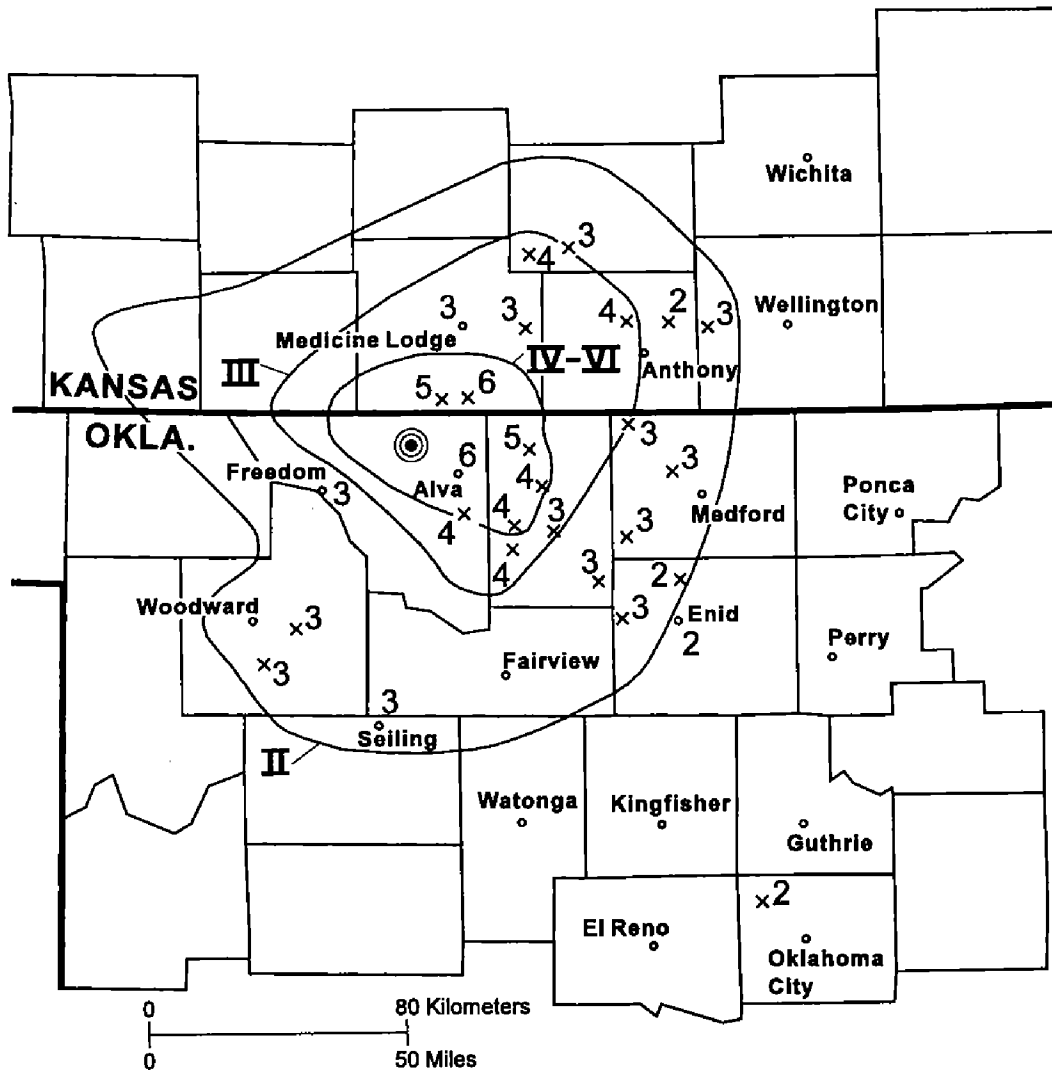 Wichita
3
4
3
3
4
2
3
Wellington
Medicine Lodge
IV-VI
Anthony
III
KANSAS
5
6
OKLA.
3
5
3
Freedom
6
3
Alva
4
Medford
Ponca
City
4
4
3
3
4
3
2
Woodward
3
3
Enid
2
Perry
3
Fairview
3
Seiling
II
Watonga
Kingfisher
Guthrie
2
El Reno
Oklahoma
City
0
80 Kilometers
0
50 Miles